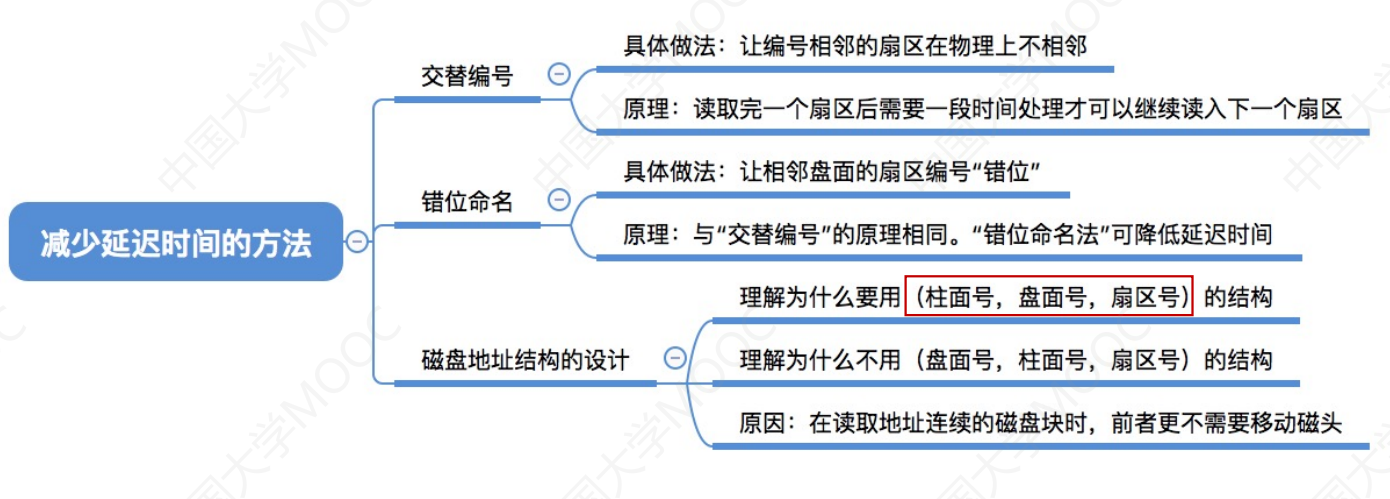 减少延迟时间的方法
交替编号
具体做法：让编号相邻的扇区在物理上不相邻
原理：读取完一个扇区后需要一段时间处理才可以继续读入下一个扇区
错位命名
具体做法：让相邻盘面的扇区编号“错位”
原理：与“交替编号”的原理相同。“错位命名法”可降低延迟时间
磁盘地址结构的设计
理解为什么要用（柱面号，盘面号，扇区号）的结构
理解为什么不用（盘面号，柱面号，扇区号）的结构
原因：在读取地址连续的磁盘块时，前者更不需要移动磁头
中国大学MOOC